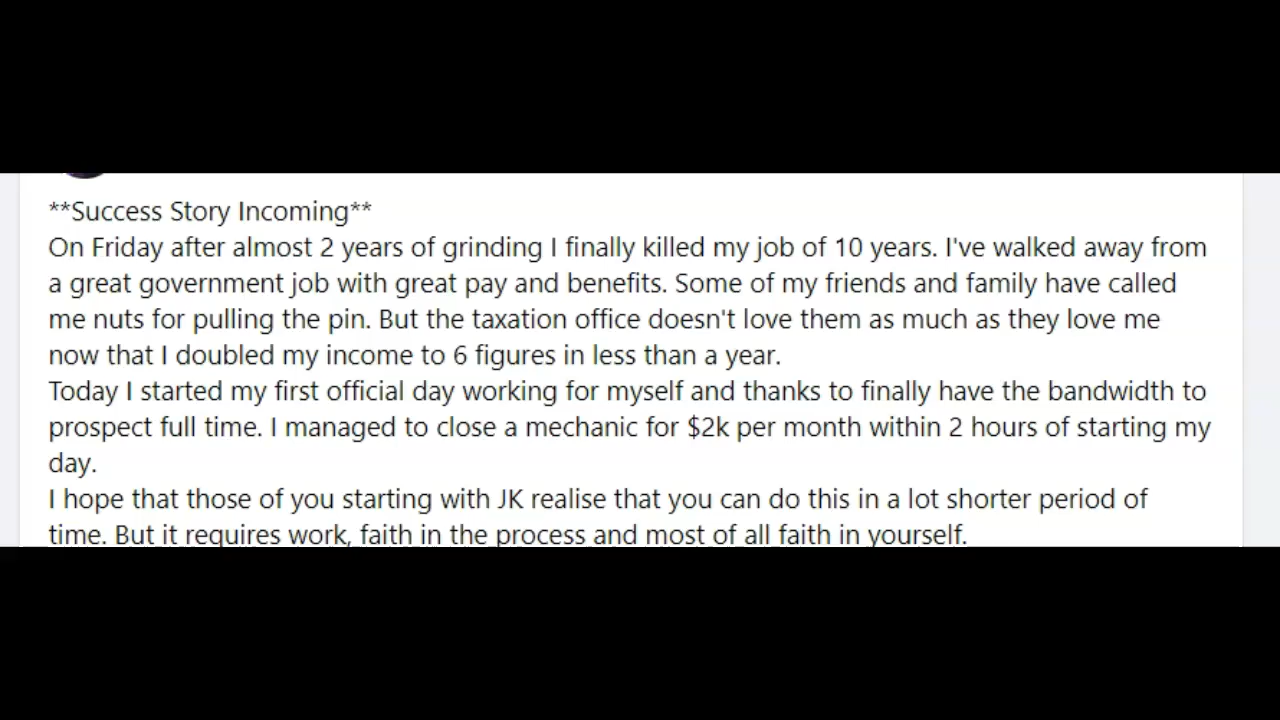 **Success Story Incoming**
On Friday after almost 2 years of grinding I finally killed my job of 10 years. I've walked away from
a great government job with great pay and benefits. Some of my friends and family have called
me nuts for pulling the pin. But the taxation office doesn't love them as much as they love me
now that I doubled my income to 6 figures in less than a year.
Today I started my first official day working for myself and thanks to finally have the bandwidth to
prospect full time. I managed to close a mechanic for $2k per month within 2 hours of starting my
day.
I hope that those of you starting with JK realise that you can do this in a lot shorter period of
time. But it requires work, faith in the process and most of all faith in yourself.